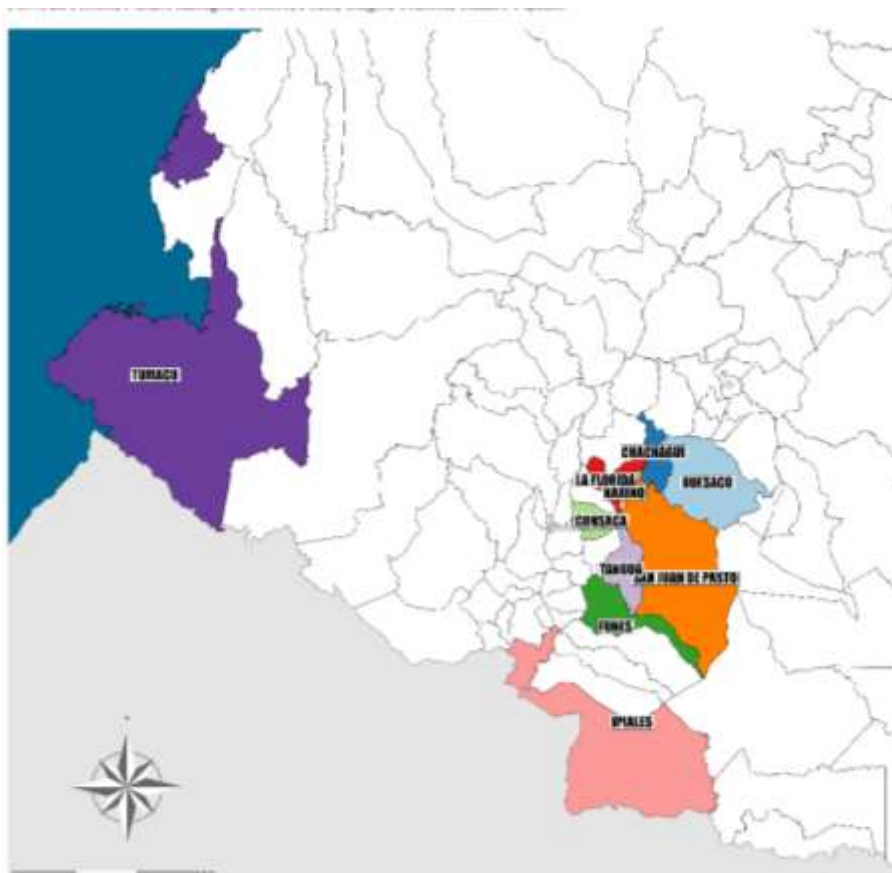 TUMACO
CHACHAGUI
BUESACO
LA FLORIDA
NARIÑO
CONSACA
TANGUA
SAN JUAN DE PASTO
FUNES
IPIALES